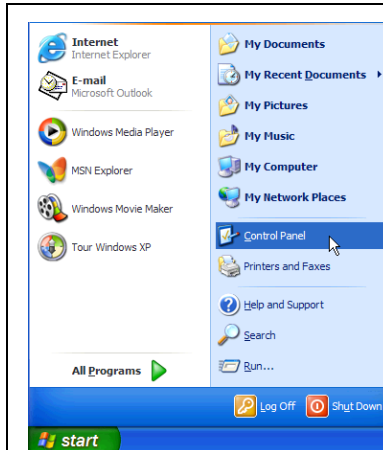 Internet
Internet Explorer
E-mail
Microsoft Outlook
Windows Media Player
MSN Explorer
Windows Movie Maker
Tour Windows XP
All Programs
My Documents
My Recent Documents
My Pictures
My Music
My Computer
My Network Places
Control Panel
Printers and Faxes
Help and Support
Search
Run...
Log Off
Shut Down
start